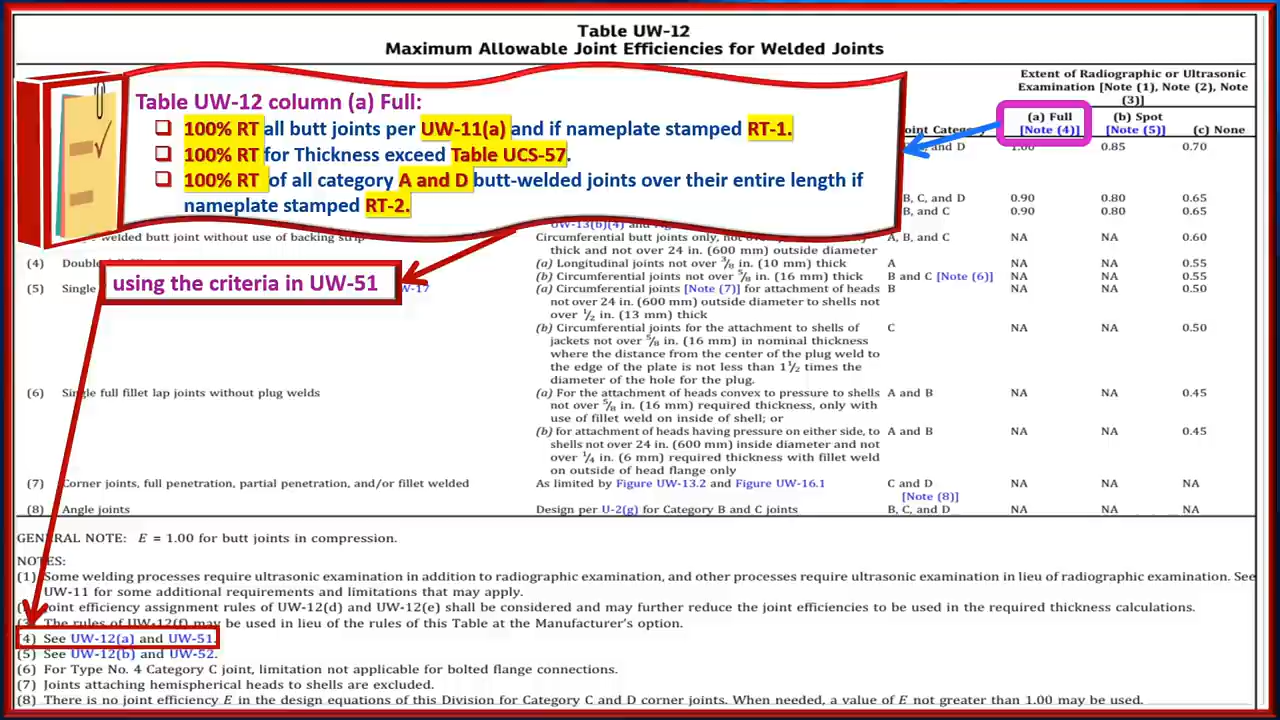 Table UW-12
Maximum Allowable Joint Efficiencies for Welded Joints
Extent of Radiographic or Ultrasonic
Examination [Note (1), Note (2), Note
(3)]
Table UW-12 column (a) Full:
100% RT all butt joints per UW-11(a) and if nameplate stamped RT-1.
100% RT for Thickness exceed Table UCS-57.
100% RT of all category A and D butt-welded joints over their entire length if
nameplate stamped RT-2.
oint Category (a) Full [Note (4)] (b) Spot [Note (5)] (c) None
and D 1.00 0.85 0.70
B, C, and D 0.90 0.80 0.65
B, and C 0.90 0.80 0.65
UW-13(b)(4) and
welded butt joint without use of backing strip Circumferential butt joints only, not A, B, and C NA NA 0.60
thick and not over 24 in. (600 mm) outside diameter
(4) Double (a) Longitudinal joints not over 3/8 in. (10 mm) thick A NA NA 0.55
(b) Circumferential joints not over 5/8 in. (16 mm) thick B and C [Note (6)] NA NA 0.55
using the criteria in UW-51
(5) Single W-17 (a) Circumferential joints [Note (7)] for attachment of heads B NA NA 0.50
not over 24 in. (600 mm) outside diameter to shells not
over 1/2 in. (13 mm) thick
(b) Circumferential joints for the attachment to shells of C NA NA 0.50
jackets not over 5/8 in. (16 mm) in nominal thickness
where the distance from the center of the plug weld to
the edge of the plate is not less than 1 1/2 times the
diameter of the hole for the plug.
(6) Single full fillet lap joints without plug welds (a) For the attachment of heads convex to pressure to shells A and B NA NA 0.45
not over 5/8 in. (16 mm) required thickness, only with
use of fillet weld on inside of shell; or
(b) for attachment of heads having pressure on either side, to A and B NA NA 0.45
shells not over 24 in. (600 mm) inside diameter and not
over 1/4 in. (6 mm) required thickness with fillet weld
on outside of head flange only
(7) Corner joints, full penetration, partial penetration, and/or fillet welded As limited by Figure UW-13.2 and Figure UW-16.1 C and D NA NA NA
[Note (8)]
(8) Angle joints Design per U-2(g) for Category B and C joints B, C, and D NA NA NA
GENERAL NOTE: E = 1.00 for butt joints in compression.
NOTES:
(1) Some welding processes require ultrasonic examination in addition to radiographic examination, and other processes require ultrasonic examination in lieu of radiographic examination. See
UW-11 for some additional requirements and limitations that may apply.
Joint efficiency assignment rules of UW-12(d) and UW-12(e) shall be considered and may further reduce the joint efficiencies to be used in the required thickness calculations.
(3) The rules of UW-12(f) may be used in lieu of the rules of this Table at the Manufacturer's option.
(4) See UW-12(a) and UW-51.
(5) See UW-12(b) and UW-52.
(6) For Type No. 4 Category C joint, limitation not applicable for bolted flange connections.
(7) Joints attaching hemispherical heads to shells are excluded.
(8) There is no joint efficiency E in the design equations of this Division for Category C and D corner joints. When needed, a value of E not greater than 1.00 may be used.